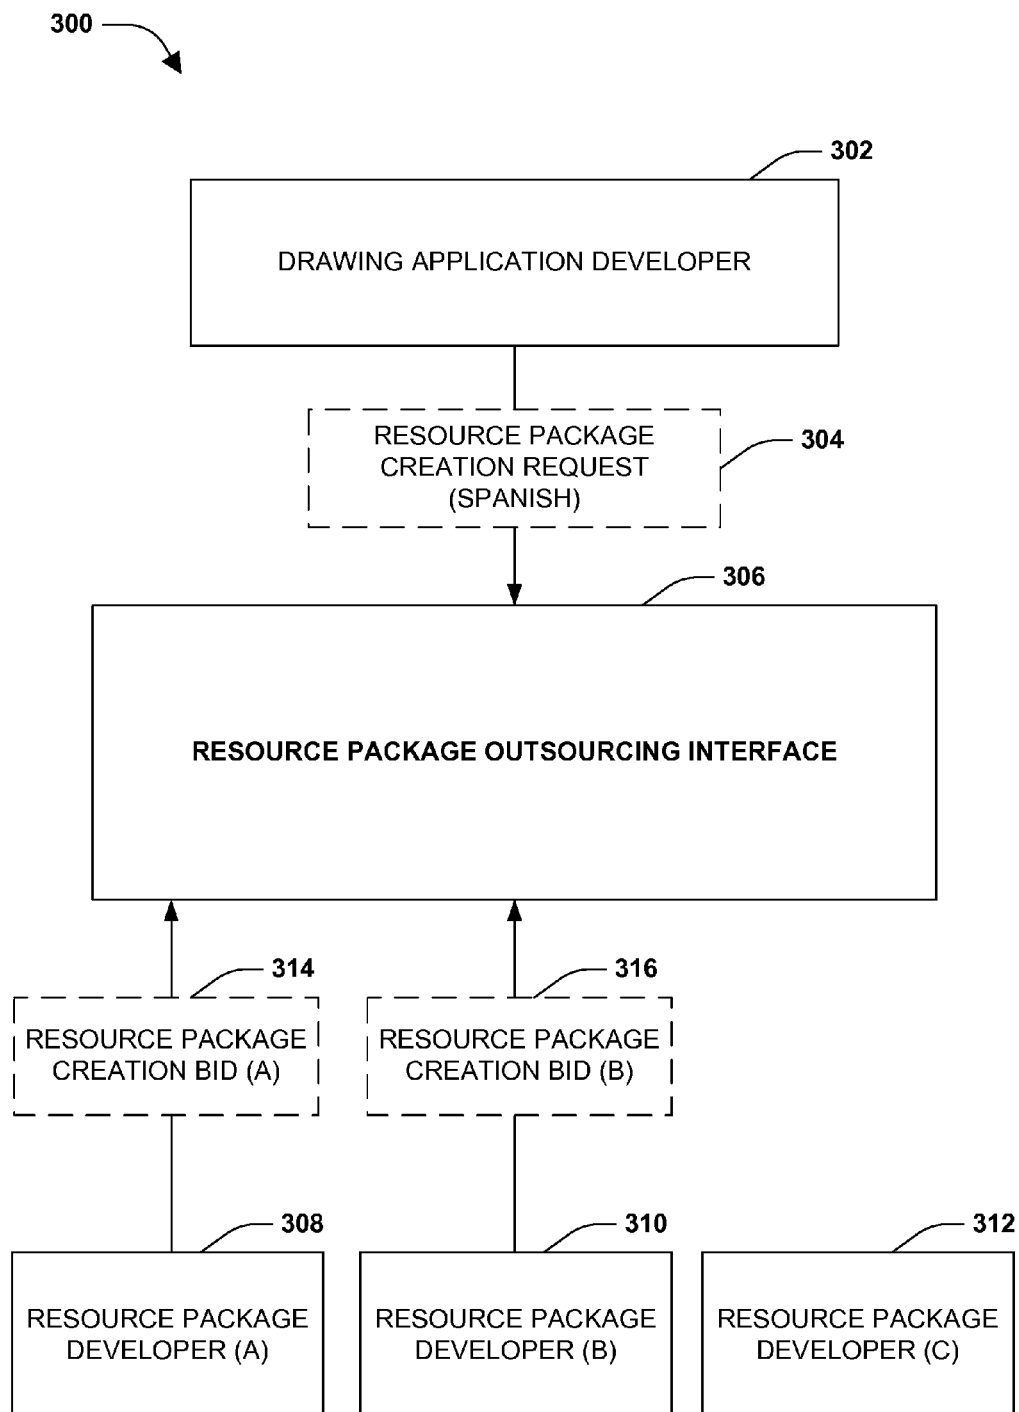 300
302
DRAWING APPLICATION DEVELOPER
RESOURCE PACKAGE
CREATION REQUEST
(SPANISH)
304
306
RESOURCE PACKAGE OUTSOURCING INTERFACE
314
316
RESOURCE PACKAGE
CREATION BID (A)
RESOURCE PACKAGE
CREATION BID (B)
308
310
312
RESOURCE PACKAGE
DEVELOPER (A)
RESOURCE PACKAGE
DEVELOPER (B)
RESOURCE PACKAGE
DEVELOPER (C)